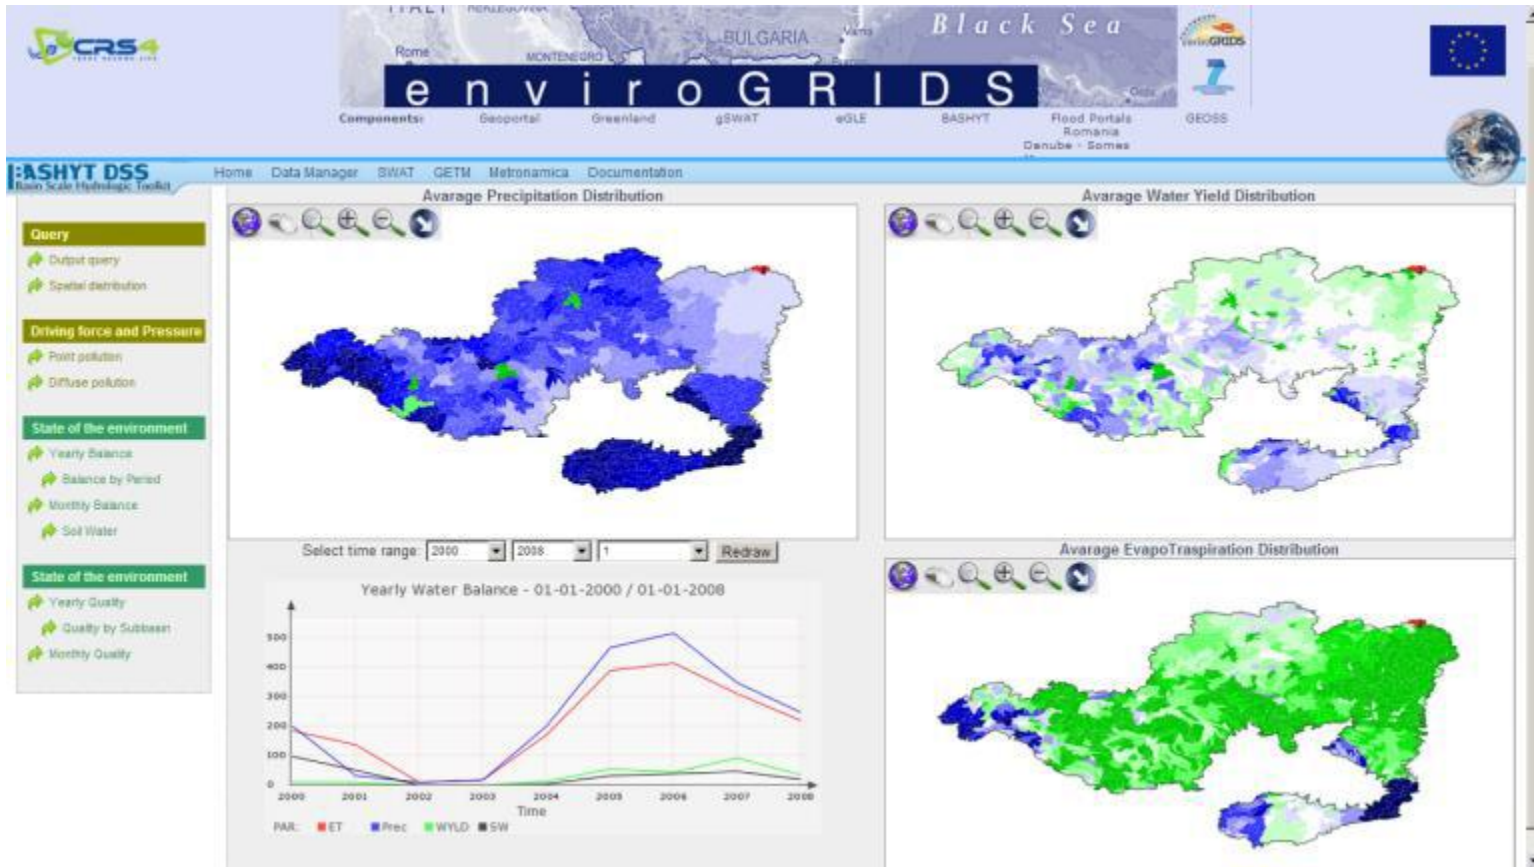 ITALY HERZEGOVINA
CRS4
Rome
MONTENEGRO
BULGARIA
Varna
Black Sea
enviroGRIDS
7
enviroGRIDS
Components: Geoportal Greenland gSWAT eGLE BASHYT Flood Portals GEOSS
Romania
Danube - Somes
BASHYT DSS
Basin Scale Hydrologic Toolkit
Home Data Manager SWAT GETM Metronamica Documentation
Avarage Precipitation Distribution
Avarage Water Yield Distribution
Query
Output query
Spatial distribution
Driving force and Pressure
Point pollution
Diffuse pollution
State of the environment
Yearly Balance
Balance by Period
Monthly Balance
Soil Water
State of the environment
Yearly Quality
Quality by Subbasin
Monthly Quality
Select time range: 2000 2008 1 Redraw
Avarage EvapoTraspiration Distribution
Yearly Water Balance - 01-01-2000 / 01-01-2008
500
400
300
200
100
0
2000 2001 2002 2003 2004 2005 2006 2007 2008
Time
PAR: ET Prec WYLD SW